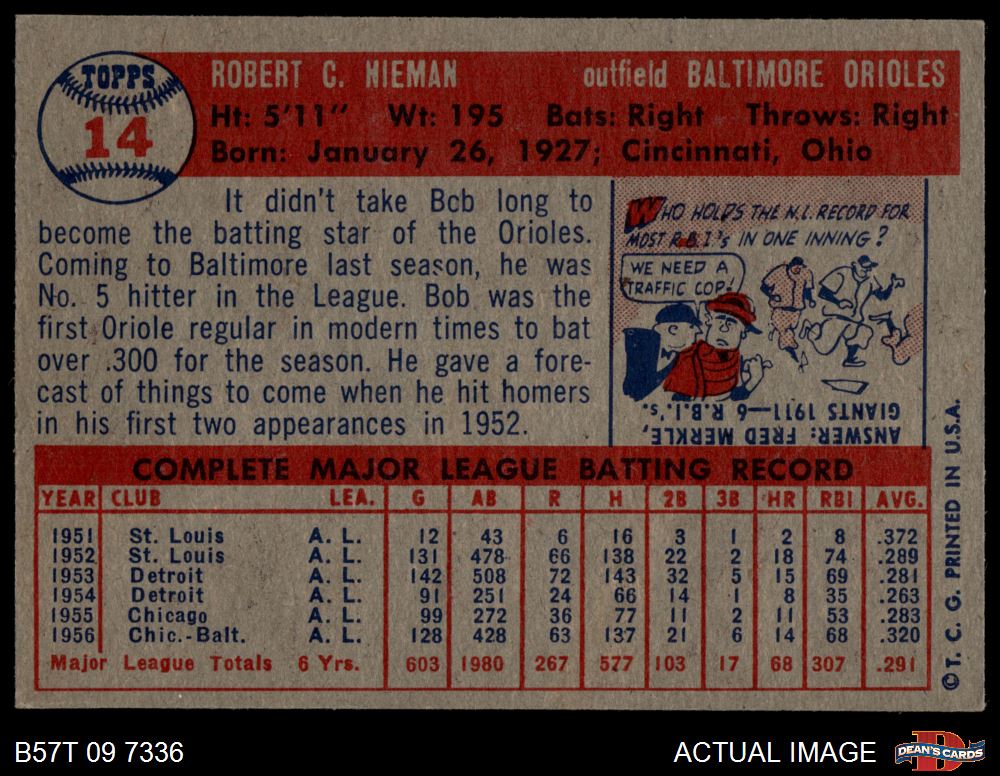 TOPPS
14
ROBERT C. NIEMAN outfield BALTIMORE ORIOLES
Ht: 5'11" Wt: 195 Bats: Right Throws: Right
Born: January 26, 1927; Cincinnati, Ohio
It didn't take Bcb long to
become the batting star of the Orioles.
Coming to Baltimore last season, he was
No. 5 hitter in the League. Bob was the
first Oriole regular in modern times to bat
over .300 for the season. He gave a fore-
cast of things to come when he hit homers
in his first two appearances in 1952.
WHO HOLDS THE N.L. RECORD FOR
MOST R.B.I.'s IN ONE INNING?
WE NEED A
TRAFFIC COP!
ANSWER: FRED MERKLE,
GIANTS 1911—6 R.B.I.'s.
COMPLETE MAJOR LEAGUE BATTING RECORD
YEAR CLUB LEA. G AB R H 2B 3B HR RBI AVG.
1951 St. Louis A. L. 12 43 6 16 3 1 2 8 .372
1952 St. Louis A. L. 131 478 66 138 22 2 18 74 .289
1953 Detroit A. L. 142 508 72 143 32 5 15 69 .281
1954 Detroit A. L. 91 251 24 66 14 1 8 35 .263
1955 Chicago A. L. 99 272 36 77 11 2 11 53 .283
1956 Chic.-Balt. A. L. 128 428 63 137 21 6 14 68 .320
Major League Totals 6 Yrs. 603 1980 267 577 103 17 68 307 .291
©T. C. G. PRINTED IN U.S.A.
B57T 09 7336 ACTUAL IMAGE
D
DEAN'S CARDS